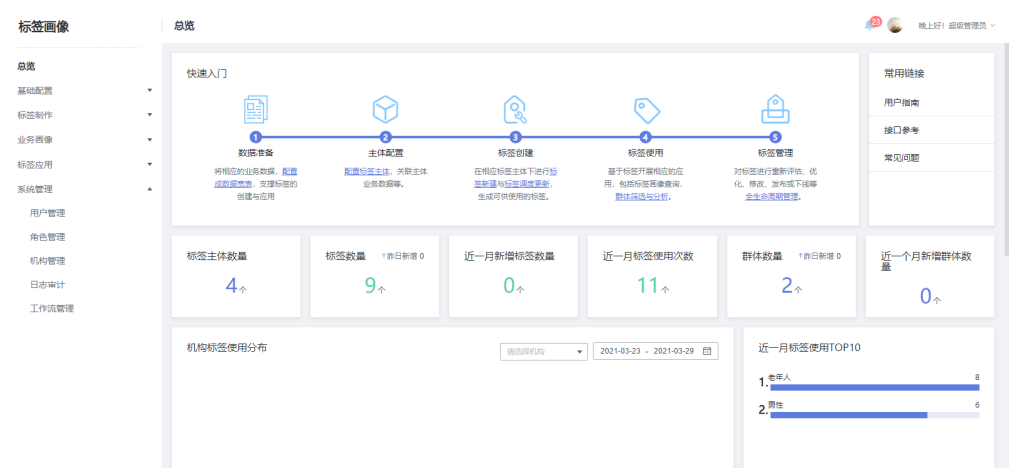 标签画像
总览
23
晚上好! 超级管理员
总览
基础配置
标签制作
业务画像
标签应用
系统管理
用户管理
角色管理
机构管理
日志审计
工作流管理
快速入门
1
2
3
4
5
数据准备
主体配置
标签创建
标签使用
标签管理
将相应的业务数据，配置
成数据宽表，支撑标签的
创建与应用
配置标签主体，关联主体
业务数据等。
在相应标签主体下进行标
签新建与标签调度更新，
生成可供使用的标签。
基于标签开展相应的应
用，包括标签画像查询，
群体筛选与分析。
对标签进行重新评估、优
化、修改、发布或下线等
全生命周期管理。
常用链接
用户指南
接口参考
常见问题
标签主体数量
4个
标签数量 ↑昨日新增 0
9个
近一月新增标签数量
0个
近一月标签使用次数
11个
群体数量 ↑昨日新增 0
2个
近一个月新增群体数
量
0个
机构标签使用分布
请选择机构
2021-03-23 - 2021-03-29
近一月标签使用TOP10
1. 老年人 8
2. 男性 6